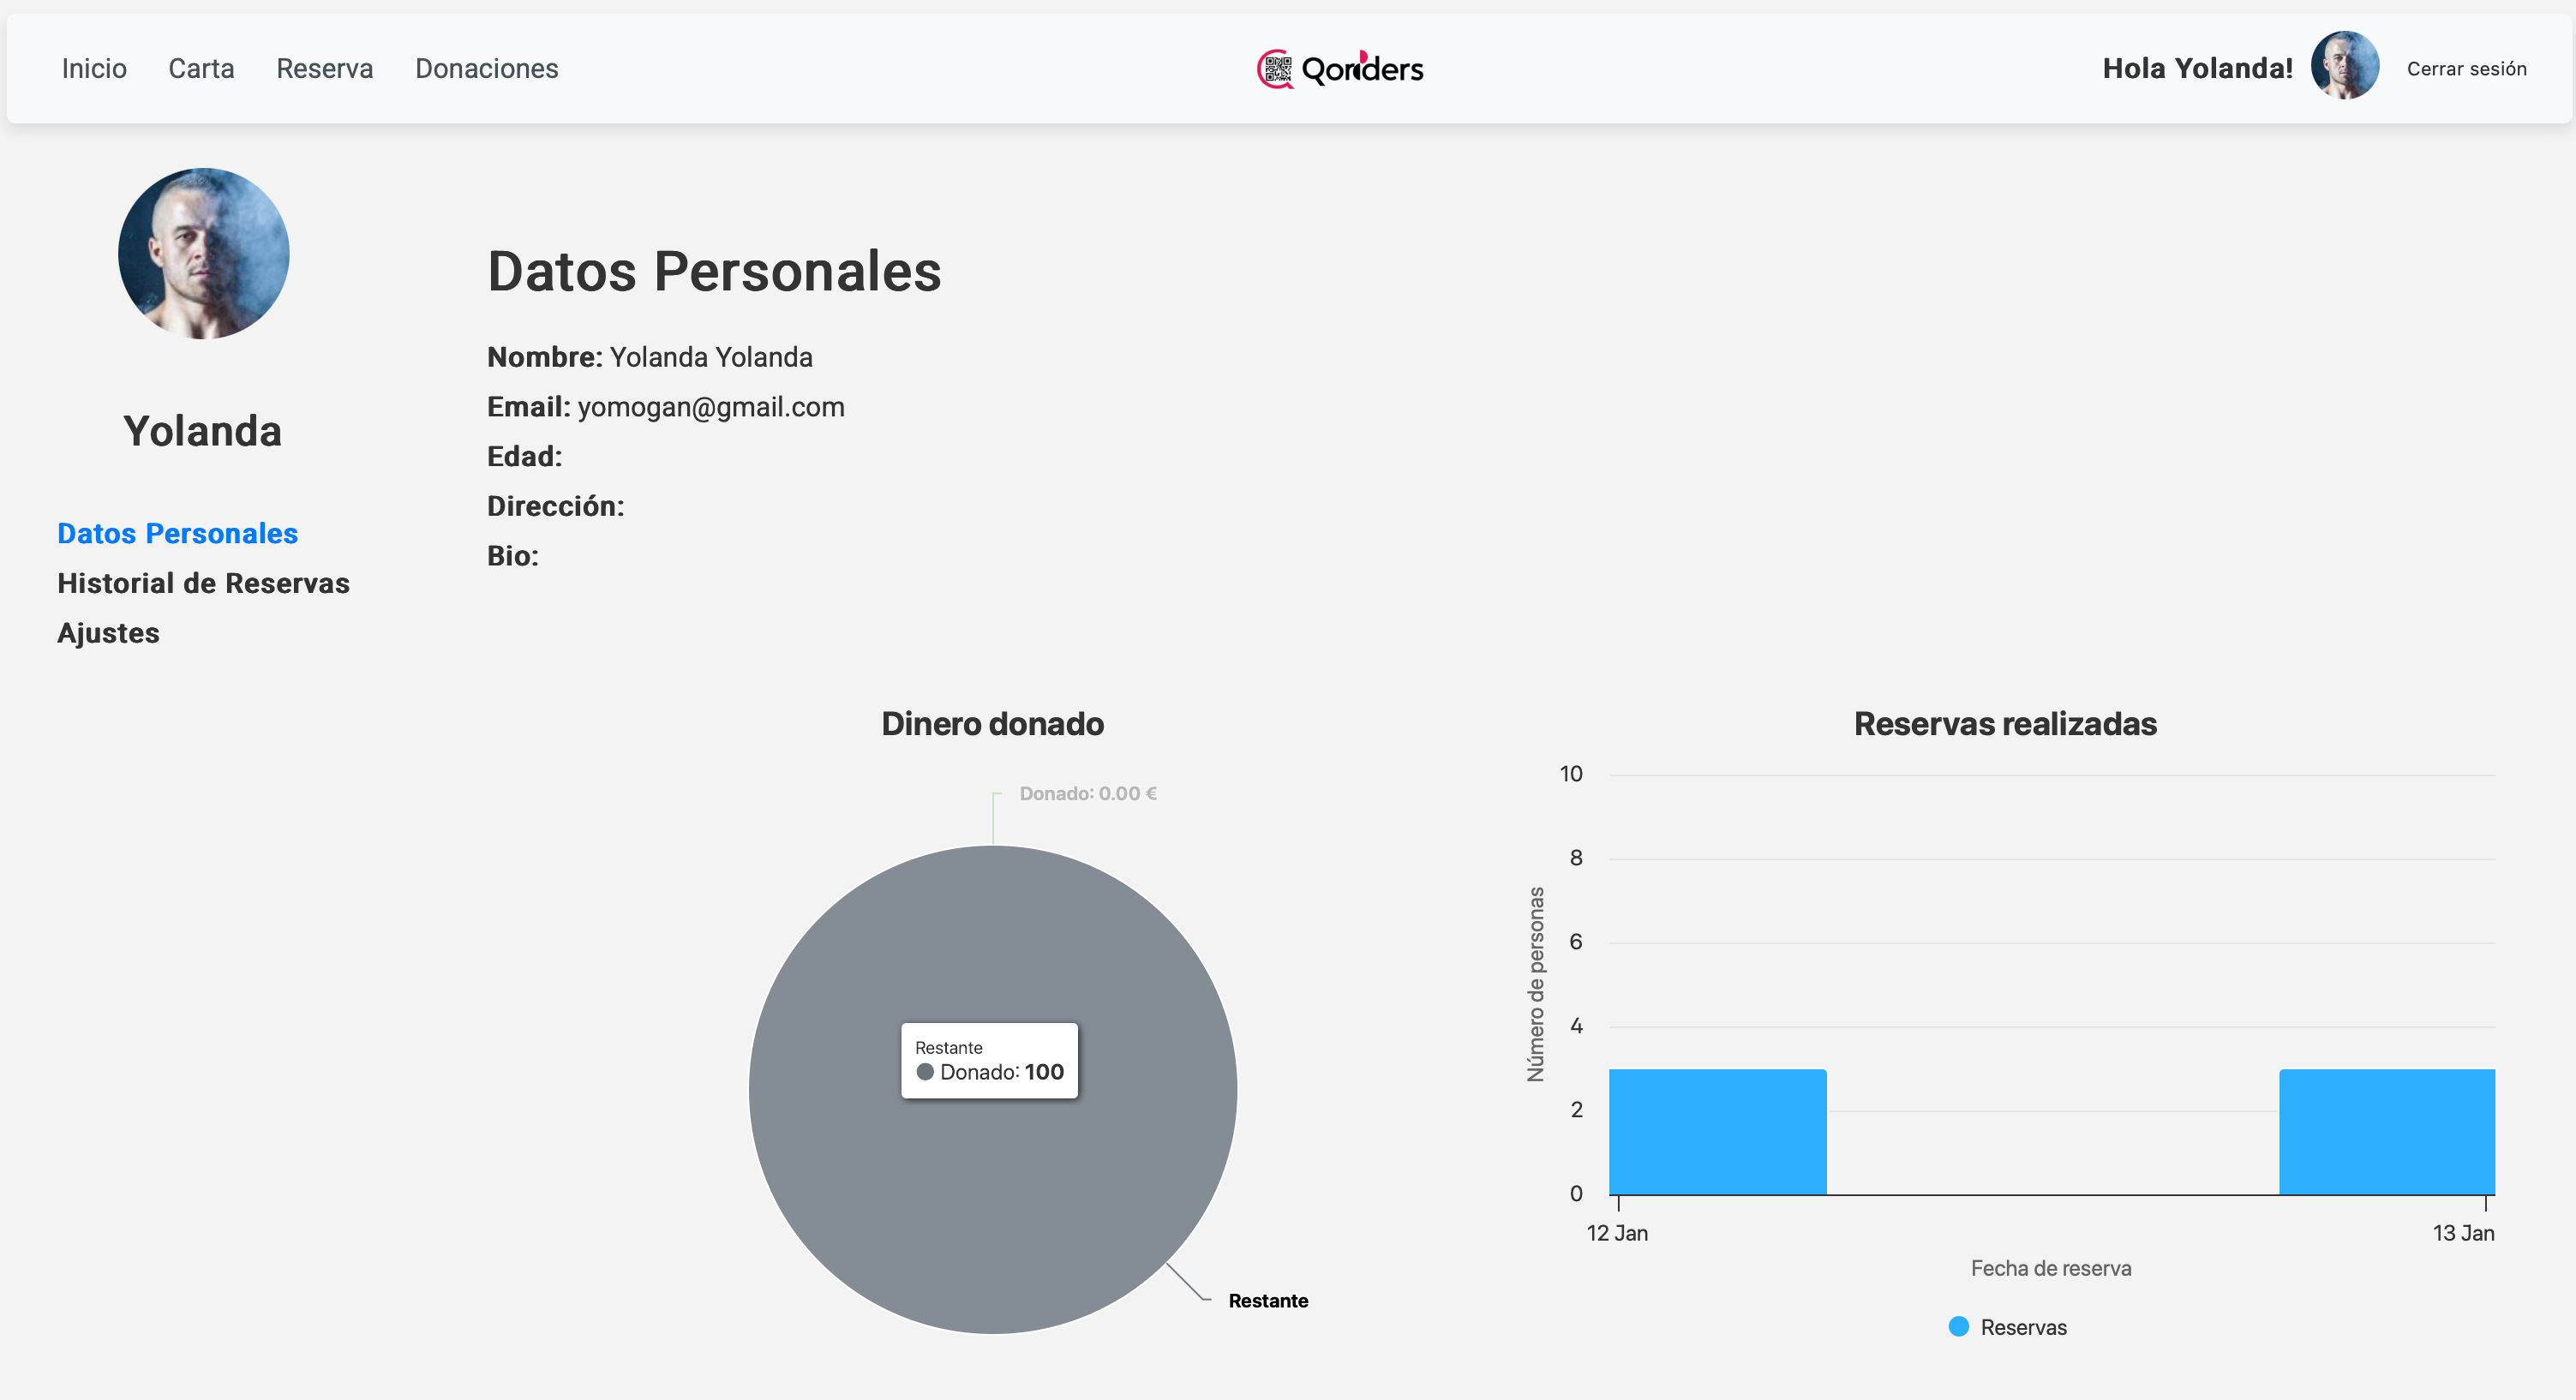 Inicio Carta Reserva Donaciones
Qorders
Hola Yolanda!
Cerrar sesión
Yolanda
Datos Personales
Historial de Reservas
Ajustes
Datos Personales
Nombre: Yolanda Yolanda
Email: yomogan@gmail.com
Edad:
Dirección:
Bio:
Dinero donado
Donado: 0.00 €
Restante
Donado: 100
Restante
Reservas realizadas
Número de personas
10
8
6
4
2
0
12 Jan 13 Jan
Fecha de reserva
Reservas